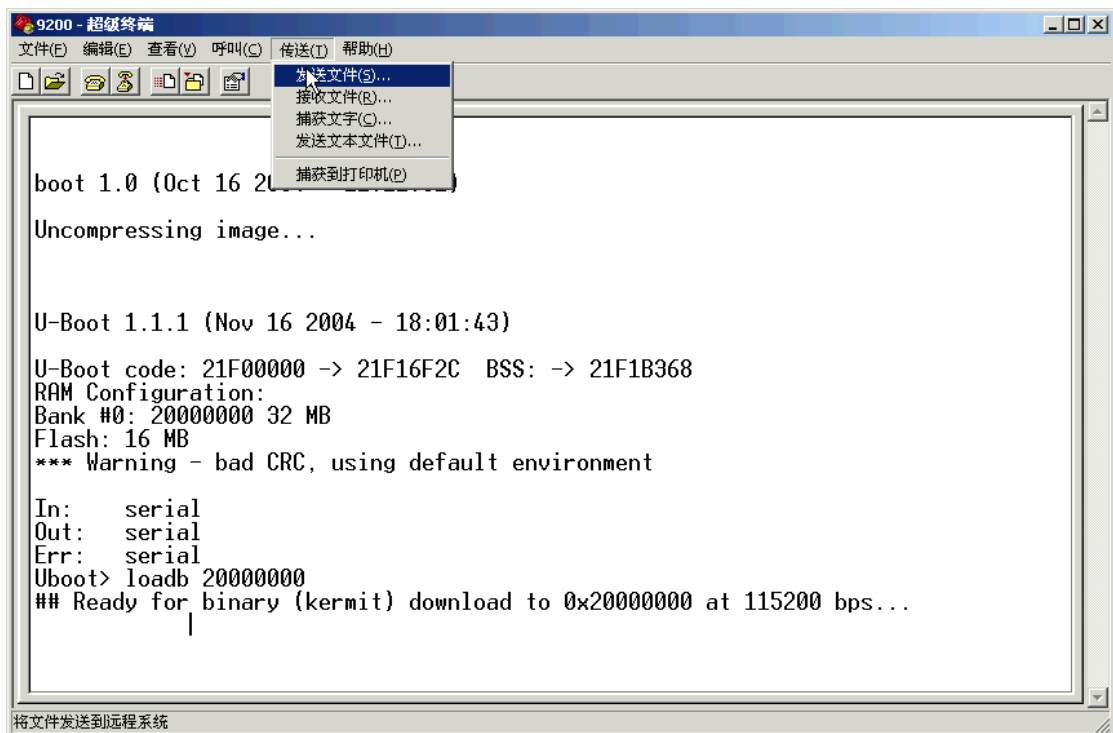 9200 - 超级终端
文件(F) 编辑(E) 查看(V) 呼叫(C) 传送(T) 帮助(H)
发送文件(S)...
接收文件(R)...
捕获文字(C)...
发送文本文件(T)...
捕获到打印机(P)
boot 1.0 (Oct 16
Uncompressing image...
U-Boot 1.1.1 (Nov 16 2004 - 18:01:43)
U-Boot code: 21F00000 -> 21F16F2C  BSS: -> 21F1B368
RAM Configuration:
Bank #0: 20000000 32 MB
Flash: 16 MB
*** Warning - bad CRC, using default environment
In:    serial
Out:   serial
Err:   serial
Uboot> loadb 20000000
## Ready for binary (kermit) download to 0x20000000 at 115200 bps...
将文件发送到远程系统